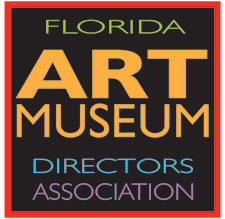 FLORIDA
ART
MUSEUM
DIRECTORS
ASSOCIATION